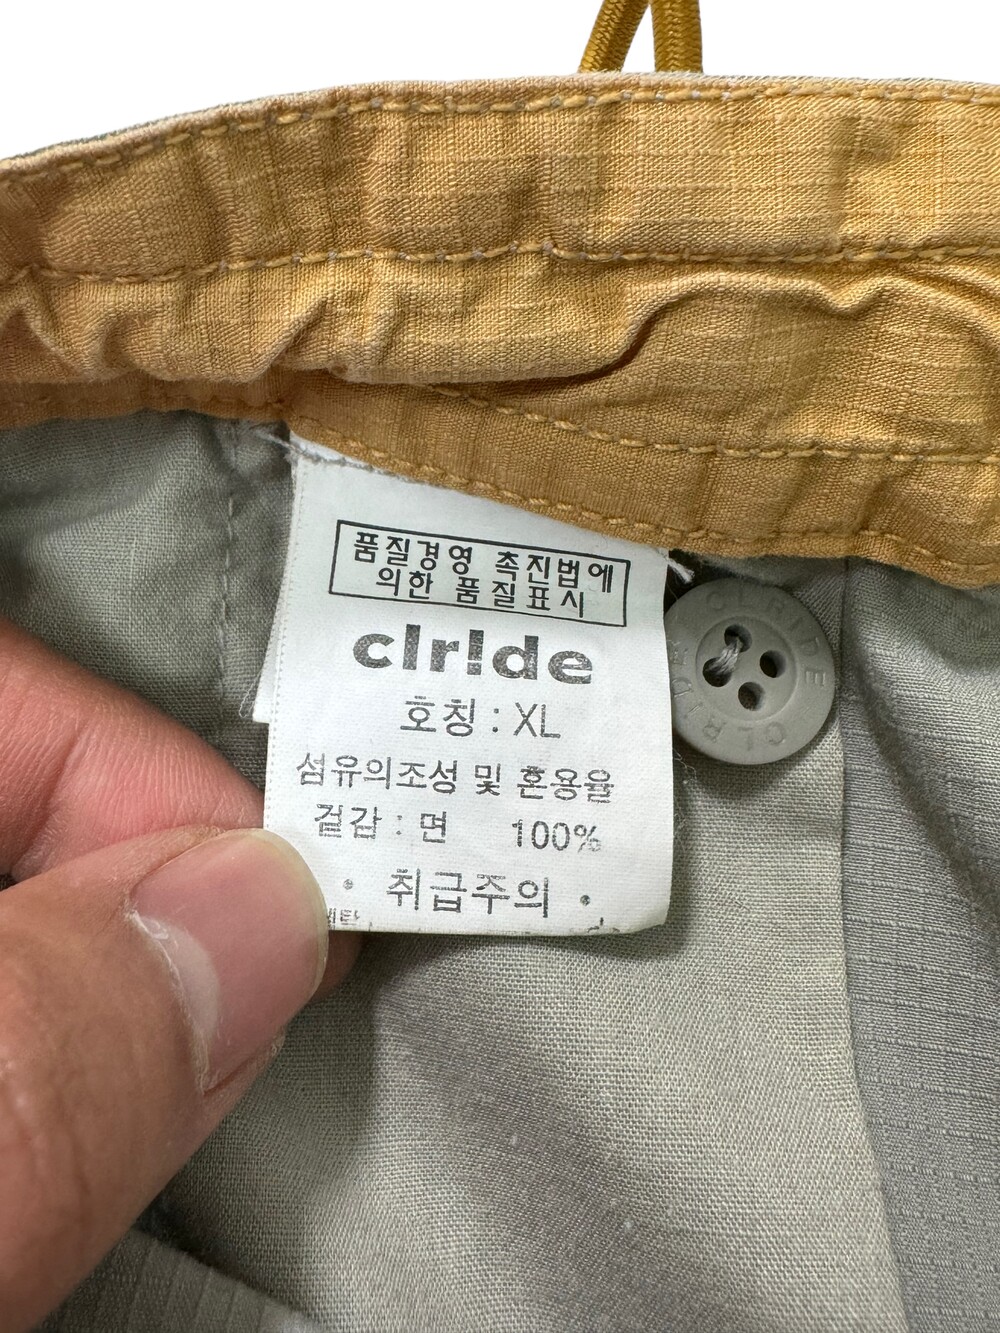 품질경영 촉진법에
의한 품질표시
clr!de
호칭 : XL
섬유의조성 및 혼용율
겉감 : 면 100%
· 취급주의 ·
CLRIDE
CLRIDE